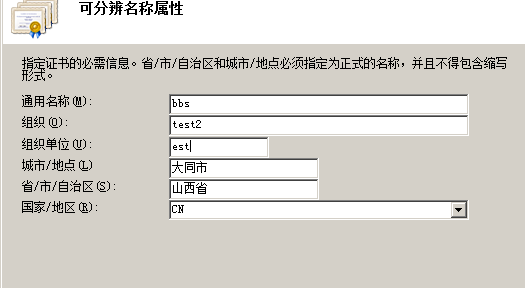 可分辨名称属性
指定证书的必需信息。省/市/自治区和城市/地点必须指定为正式的名称，并且不得包含缩写
形式。
通用名称(M): bbs
组织(O): test2
组织单位(U): est
城市/地点(L) 大同市
省/市/自治区(S): 山西省
国家/地区(R): CN